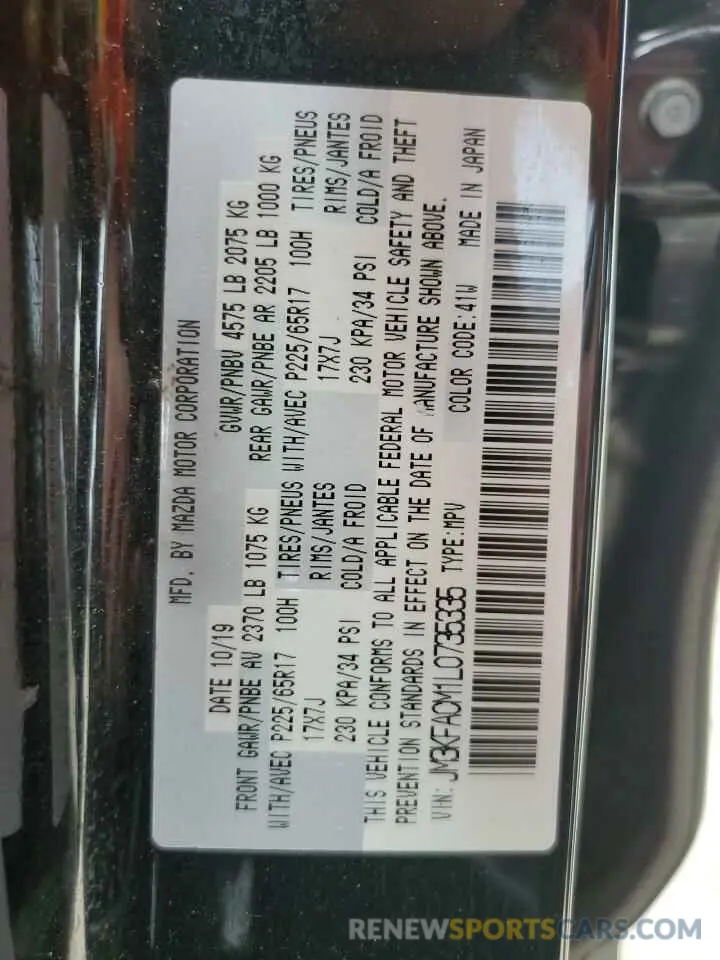 MFD. BY MAZDA MOTOR CORPORATION
DATE 10/19 GVWR/PNBV 4575 LB 2075 KG
FRONT GAWR/PNBE AV 2370 LB 1075 KG REAR GAWR/PNBE AR 2205 LB 1000 KG
WITH/AVEC P225/65R17 100H TIRES/PNEUS WITH/AVEC P225/65R17 100H TIRES/PNEUS
17X7J RIMS/JANTES 17X7J RIMS/JANTES
230 KPA/34 PSI COLD/A FROID 230 KPA/34 PSI COLD/A FROID
THIS VEHICLE CONFORMS TO ALL APPLICABLE FEDERAL MOTOR VEHICLE SAFETY AND THEFT
PREVENTION STANDARDS IN EFFECT ON THE DATE OF MANUFACTURE SHOWN ABOVE.
VIN: JM3KFACM1L0735335 TYPE:MPV COLOR CODE:41W MADE IN JAPAN
RENEWSPORTSCARS.COM